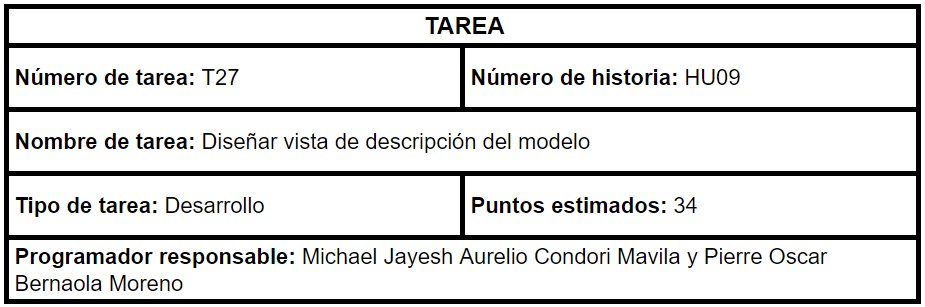 TAREA
Número de tarea: T27
Número de historia: HU09
Nombre de tarea: Diseñar vista de descripción del modelo
Tipo de tarea: Desarrollo
Puntos estimados: 34
Programador responsable: Michael Jayesh Aurelio Condori Mavila y Pierre Oscar
Bernaola Moreno